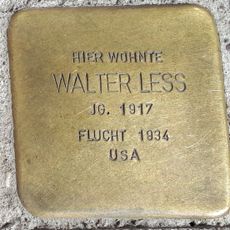 HIER WOHNTE
WALTER LESS
JG. 1917
FLUCHT 1934
USA